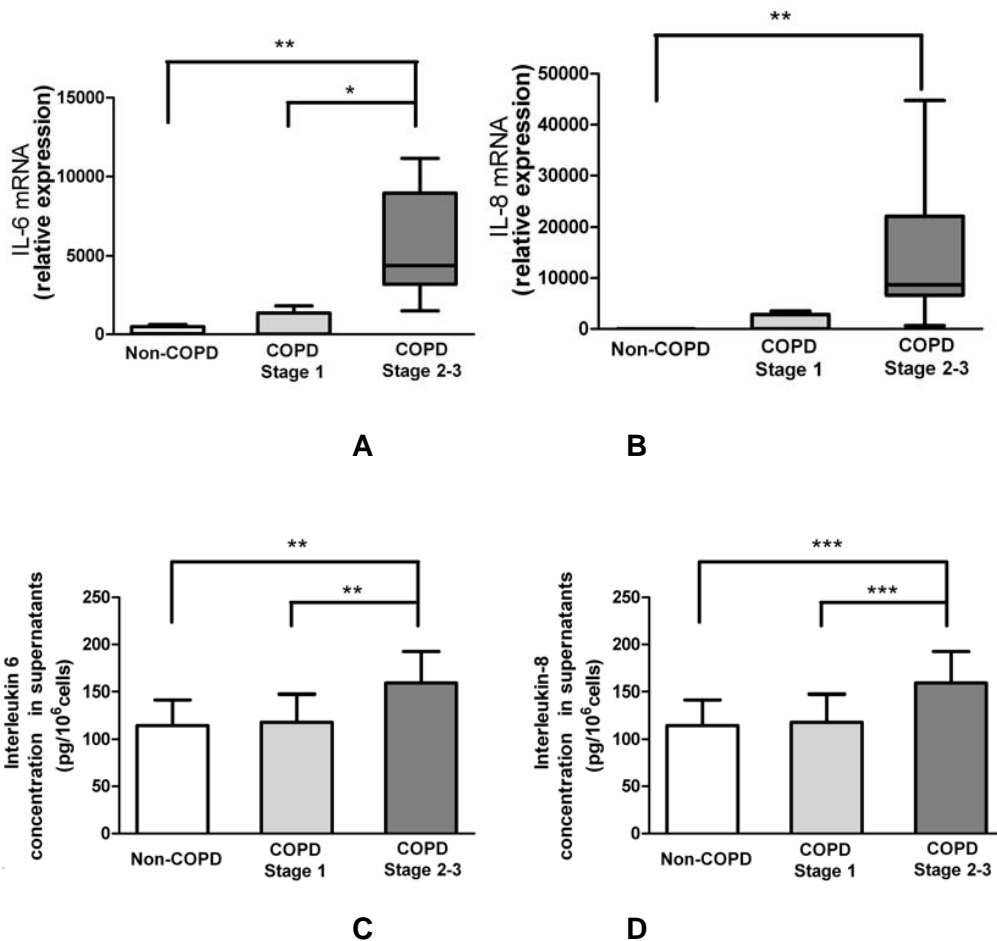 **
*
IL-6 mRNA
(relative expression)
15000
10000
5000
0
Non-COPD
COPD
Stage 1
COPD
Stage 2-3
A
**
IL-8 mRNA
(relative expression)
50000
40000
30000
20000
10000
0
Non-COPD
COPD
Stage 1
COPD
Stage 2-3
B
**
**
Interleukin 6
concentration in supernatants
(pg/10⁶cells)
250
200
150
100
50
0
Non-COPD
COPD
Stage 1
COPD
Stage 2-3
C
***
***
Interleukin-8
concentration in supernatants
(pg/10⁶cells)
250
200
150
100
50
0
Non-COPD
COPD
Stage 1
COPD
Stage 2-3
D